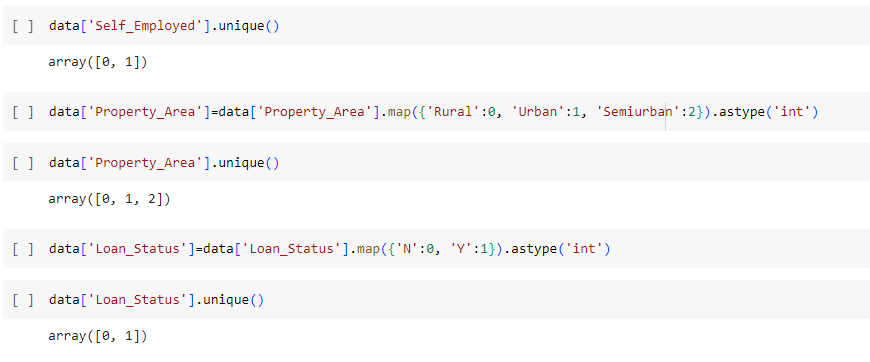 [ ] data['Self_Employed'].unique()
array([0, 1])
[ ] data['Property_Area']=data['Property_Area'].map({'Rural':0, 'Urban':1, 'Semiurban':2}).astype('int')
[ ] data['Property_Area'].unique()
array([0, 1, 2])
[ ] data['Loan_Status']=data['Loan_Status'].map({'N':0, 'Y':1}).astype('int')
[ ] data['Loan_Status'].unique()
array([0, 1])